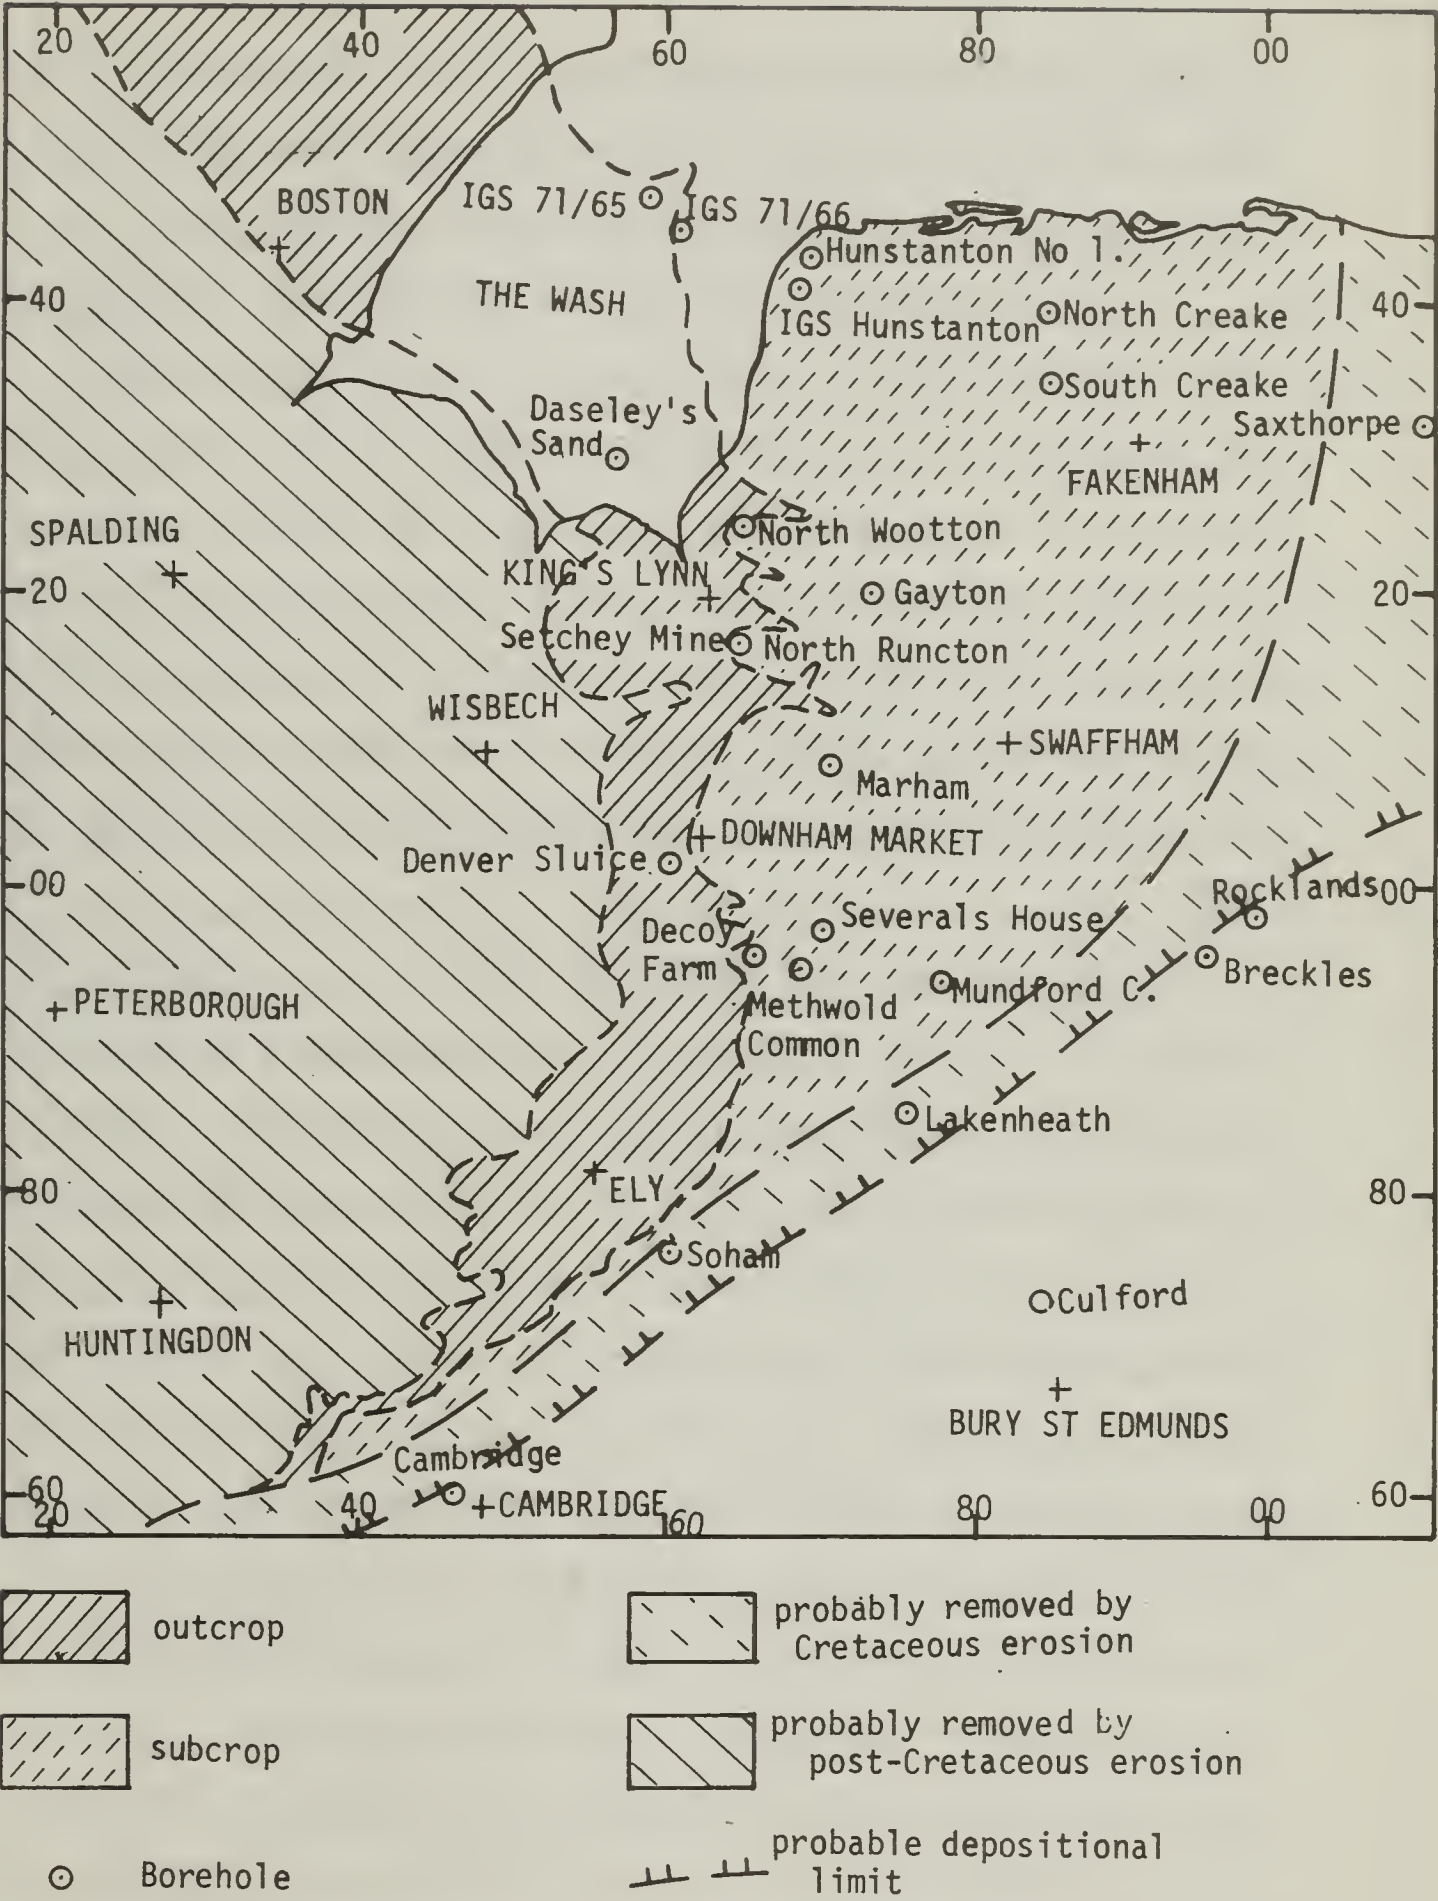 20 40 60 80 00
BOSTON
IGS 71/65
IGS 71/66
Hunstanton No 1.
40
THE WASH
IGS Hunstanton
North Creake
40
South Creake
Daseley's
Sand
Saxthorpe
FAKENHAM
SPALDING
North Wootton
KING'S LYNN
20
Gayton
20
Setchey Mine
North Runcton
WISBECH
SWAFFHAM
Marham
DOWNHAM MARKET
Denver Sluice
00
Rocklands
00
Severals House
Decoy
Farm
Breckles
Mundford C.
PETERBOROUGH
Methwold
Common
Lakenheath
80
ELY
80
Soham
Culford
HUNTINGDON
BURY ST EDMUNDS
Cambridge
60
CAMBRIDGE
60
20 40 60 80 00
outcrop
probably removed by
Cretaceous erosion
subcrop
probably removed by
post-Cretaceous erosion
Borehole
probable depositional
limit